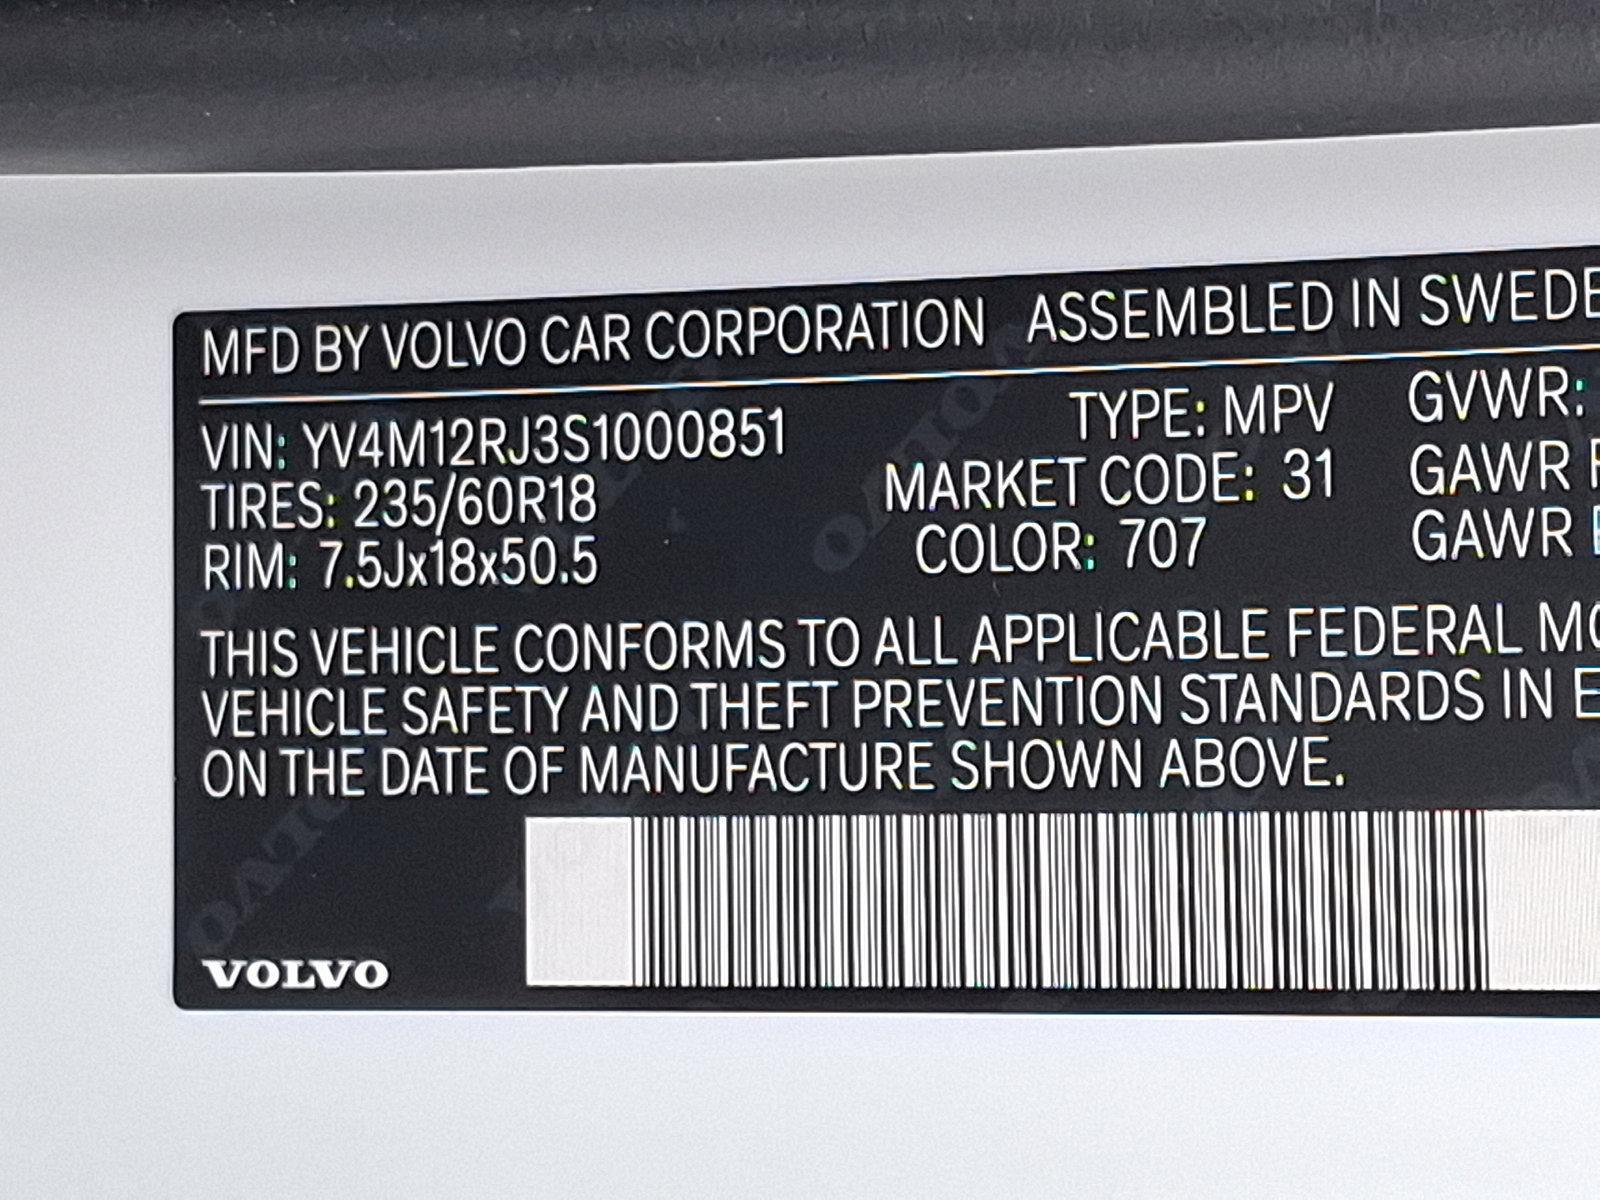 MFD BY VOLVO CAR CORPORATION ASSEMBLED IN SWEDE
VIN: YV4M12RJ3S1000851 TYPE: MPV GVWR:
TIRES: 235/60R18 MARKET CODE: 31 GAWR
RIM: 7.5Jx18x50.5 COLOR: 707 GAWR
THIS VEHICLE CONFORMS TO ALL APPLICABLE FEDERAL MO
VEHICLE SAFETY AND THEFT PREVENTION STANDARDS IN E
ON THE DATE OF MANUFACTURE SHOWN ABOVE.
VOLVO